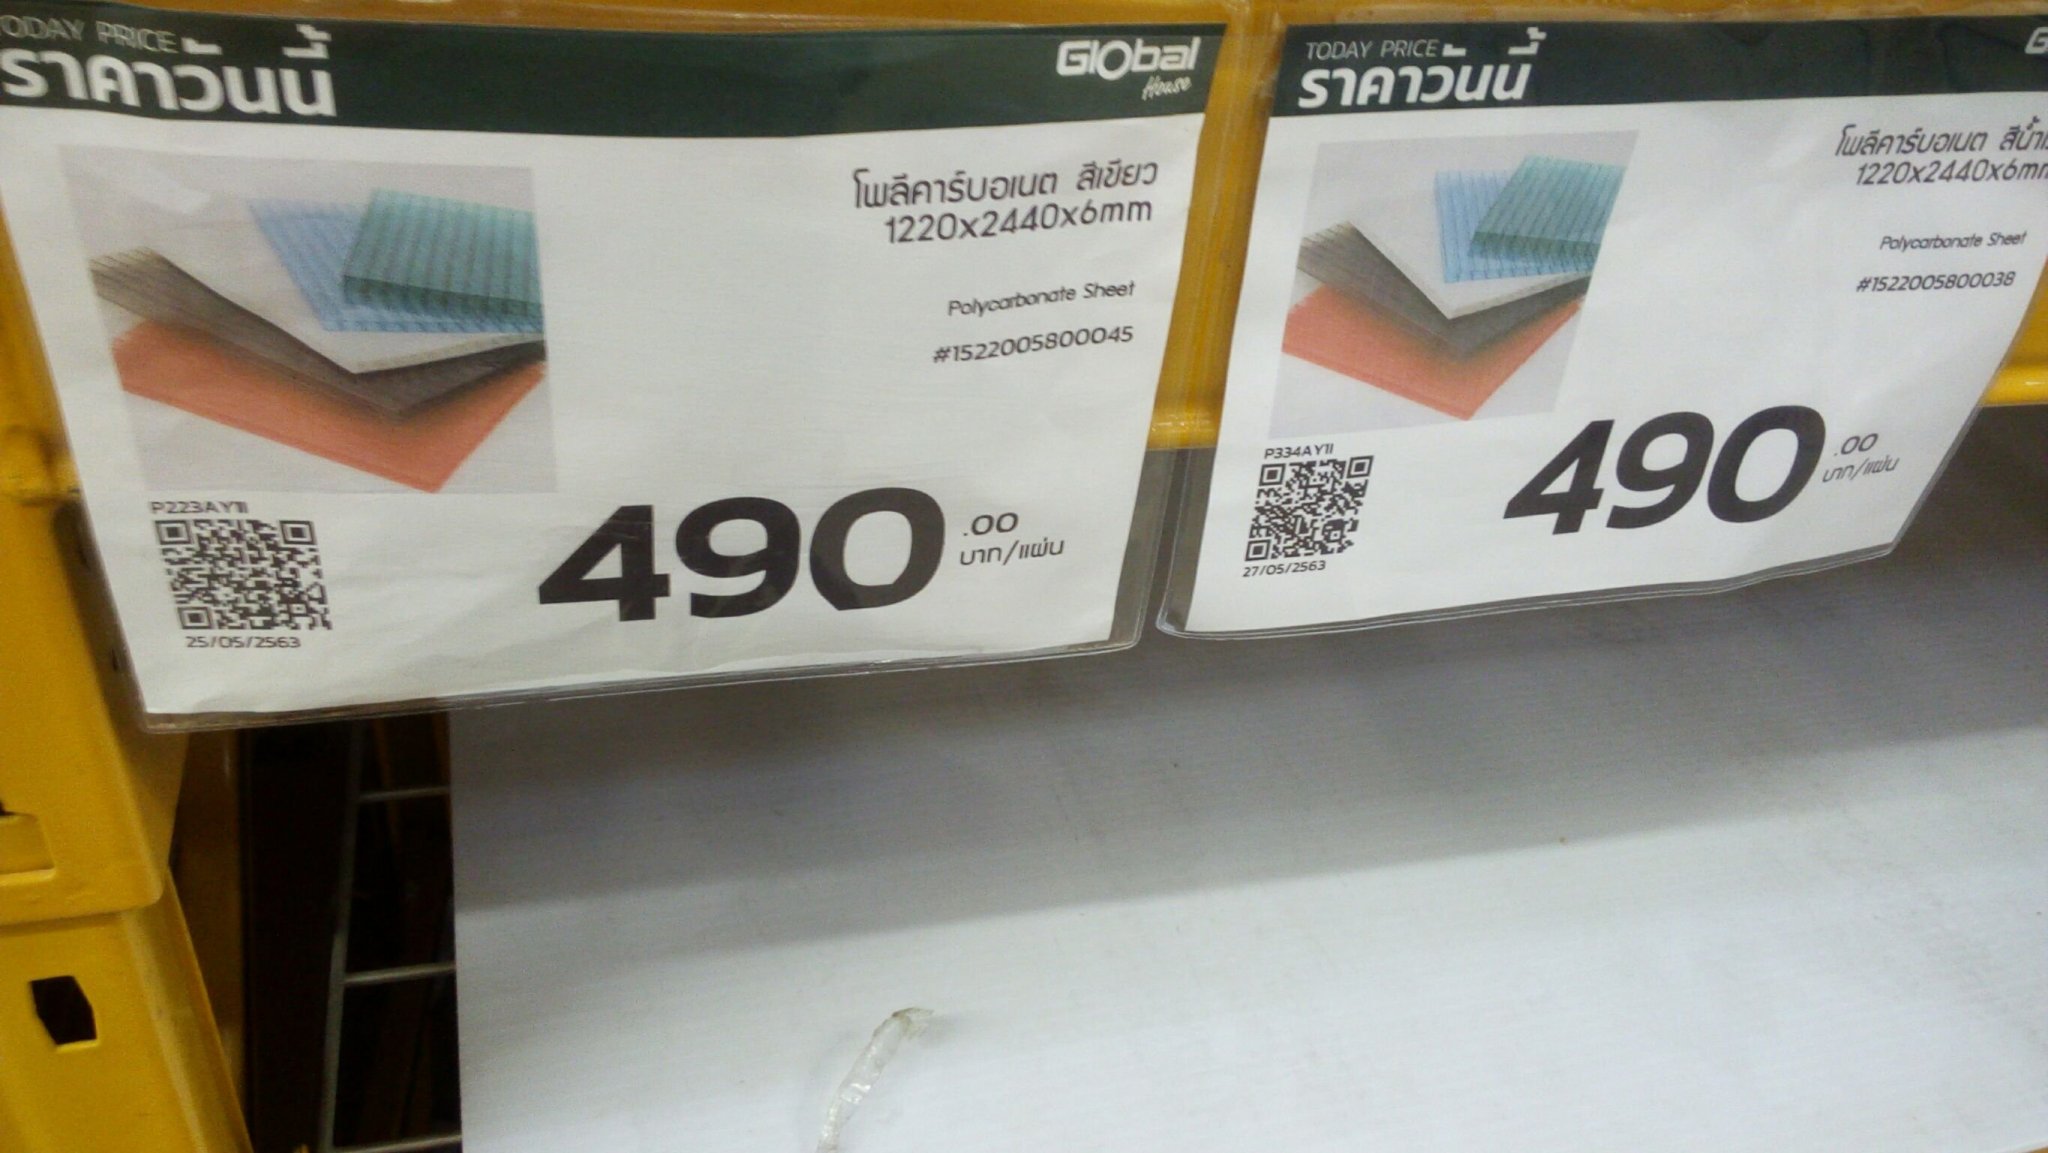 TODAY PRICE
ราคาวันนี้
Global
House
โพลีคาร์บอเนต สีเขียว
1220x2440x6mm
Polycarbonate Sheet
#1522005800045
P223AY11
25/05/2563
490.00
บาท/แผ่น
TODAY PRICE
ราคาวันนี้
โพลีคาร์บอเนต
1220x2440x6mm
Polycarbonate Sheet
#1522005800038
P334AY11
27/05/2563
490.00
บาท/แผ่น